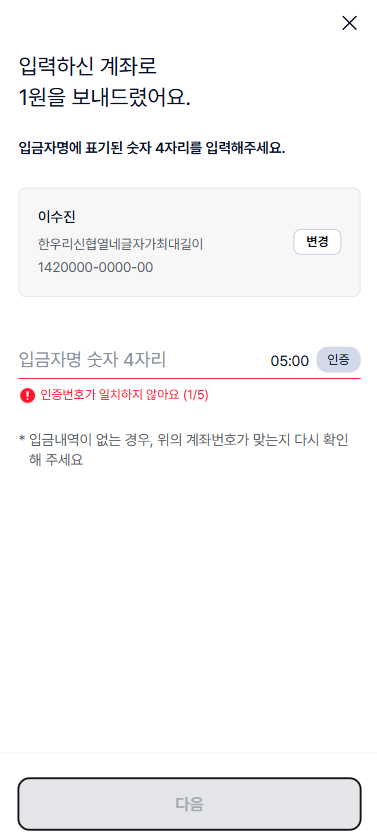 입력하신 계좌로
1원을 보내드렸어요.
입금자명에 표기된 숫자 4자리를 입력해주세요.
이수진
한우리신협열네글자가최대길이
변경
1420000-0000-00
입금자명 숫자 4자리 05:00 인증
인증번호가 일치하지 않아요 (1/5)
* 입금내역이 없는 경우, 위의 계좌번호가 맞는지 다시 확인
해 주세요
다음